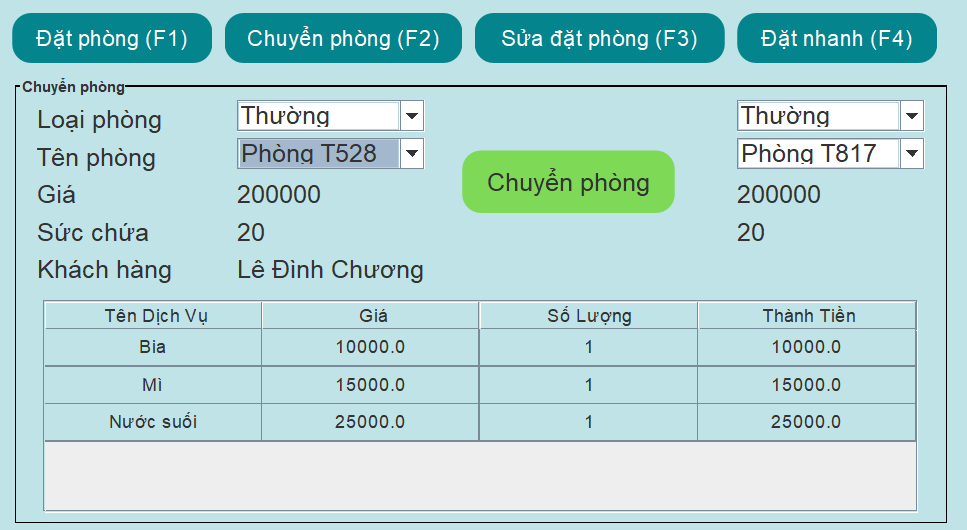 Đặt phòng (F1) Chuyển phòng (F2) Sửa đặt phòng (F3) Đặt nhanh (F4)
Chuyển phòng
Loại phòng Thường Thường
Tên phòng Phòng T528 Phòng T817
Chuyển phòng
Giá 200000 200000
Sức chứa 20 20
Khách hàng Lê Đình Chương
Tên Dịch Vụ Giá Số Lượng Thành Tiền
Bia 10000.0 1 10000.0
Mì 15000.0 1 15000.0
Nước suối 25000.0 1 25000.0